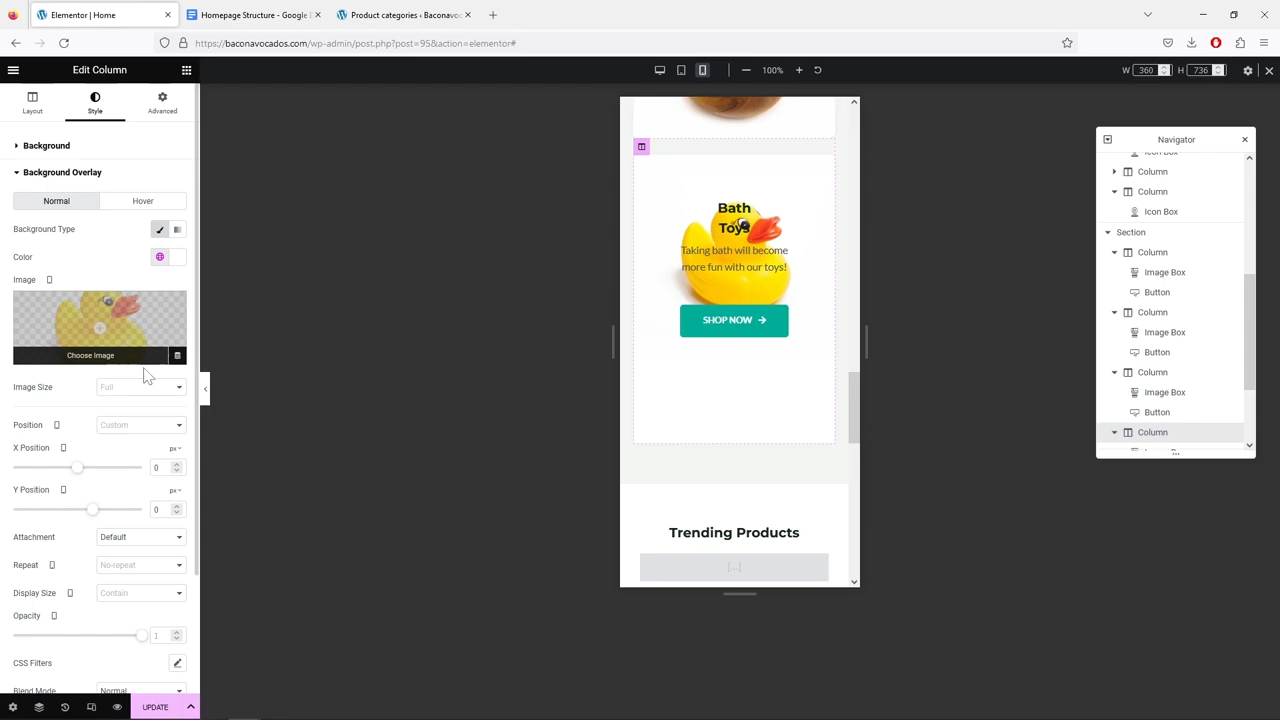 Elementor | Home
Homepage Structure - Google
Product categories ‹ Baconavocados
https://baconavocados.com/wp-admin/post.php?post=95&action=elementor#
Edit Column
100%
W 360
H 736
Layout
Style
Advanced
Background
Background Overlay
Normal
Hover
Background Type
Color
Image
Choose Image
Image Size
Full
Position
Custom
X Position
px
0
Y Position
px
0
Attachment
Default
Repeat
No-repeat
Display Size
Contain
Opacity
1
CSS Filters
Blend Mode
Normal
UPDATE
Bath
Toys
Taking bath will become
more fun with our toys!
SHOP NOW
Trending Products
[...]
Navigator
Icon Box
Column
Column
Icon Box
Section
Column
Image Box
Button
Column
Image Box
Button
Column
Image Box
Button
Column